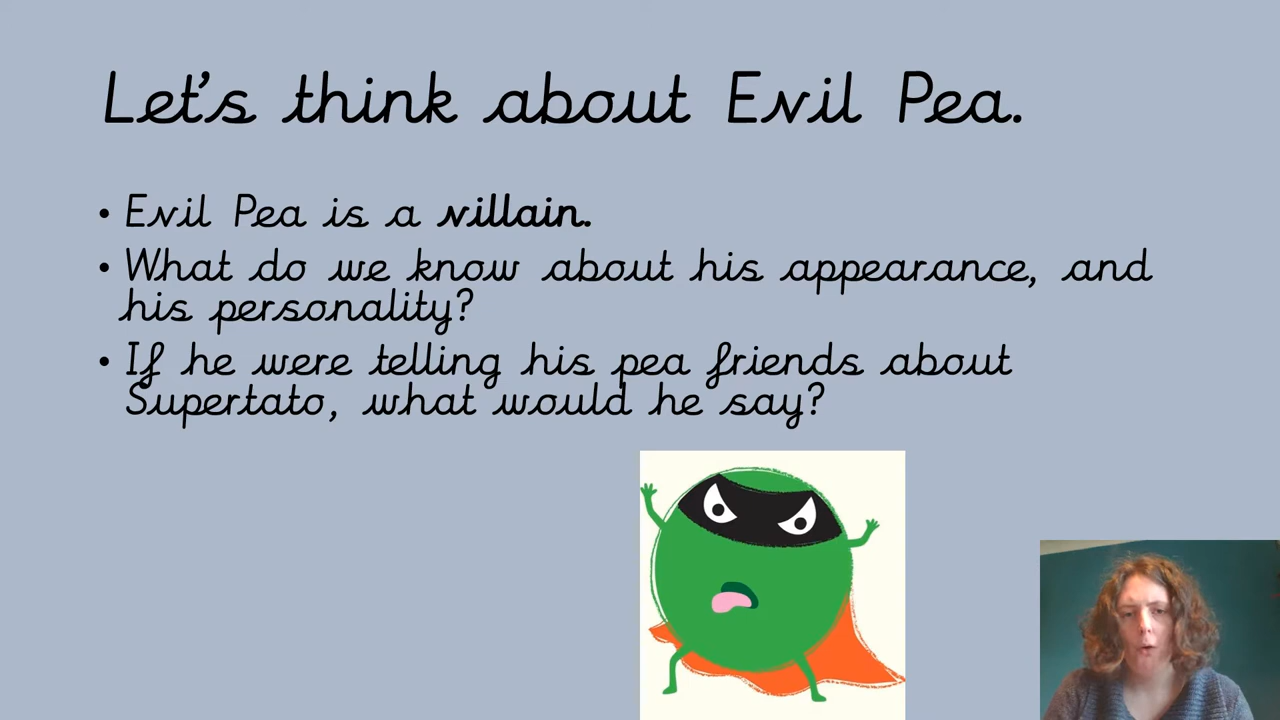 Let's think about Evil Pea.
• Evil Pea is a villain.
• What do we know about his appearance, and
his personality?
• If he were telling his pea friends about
Supertato, what would he say?